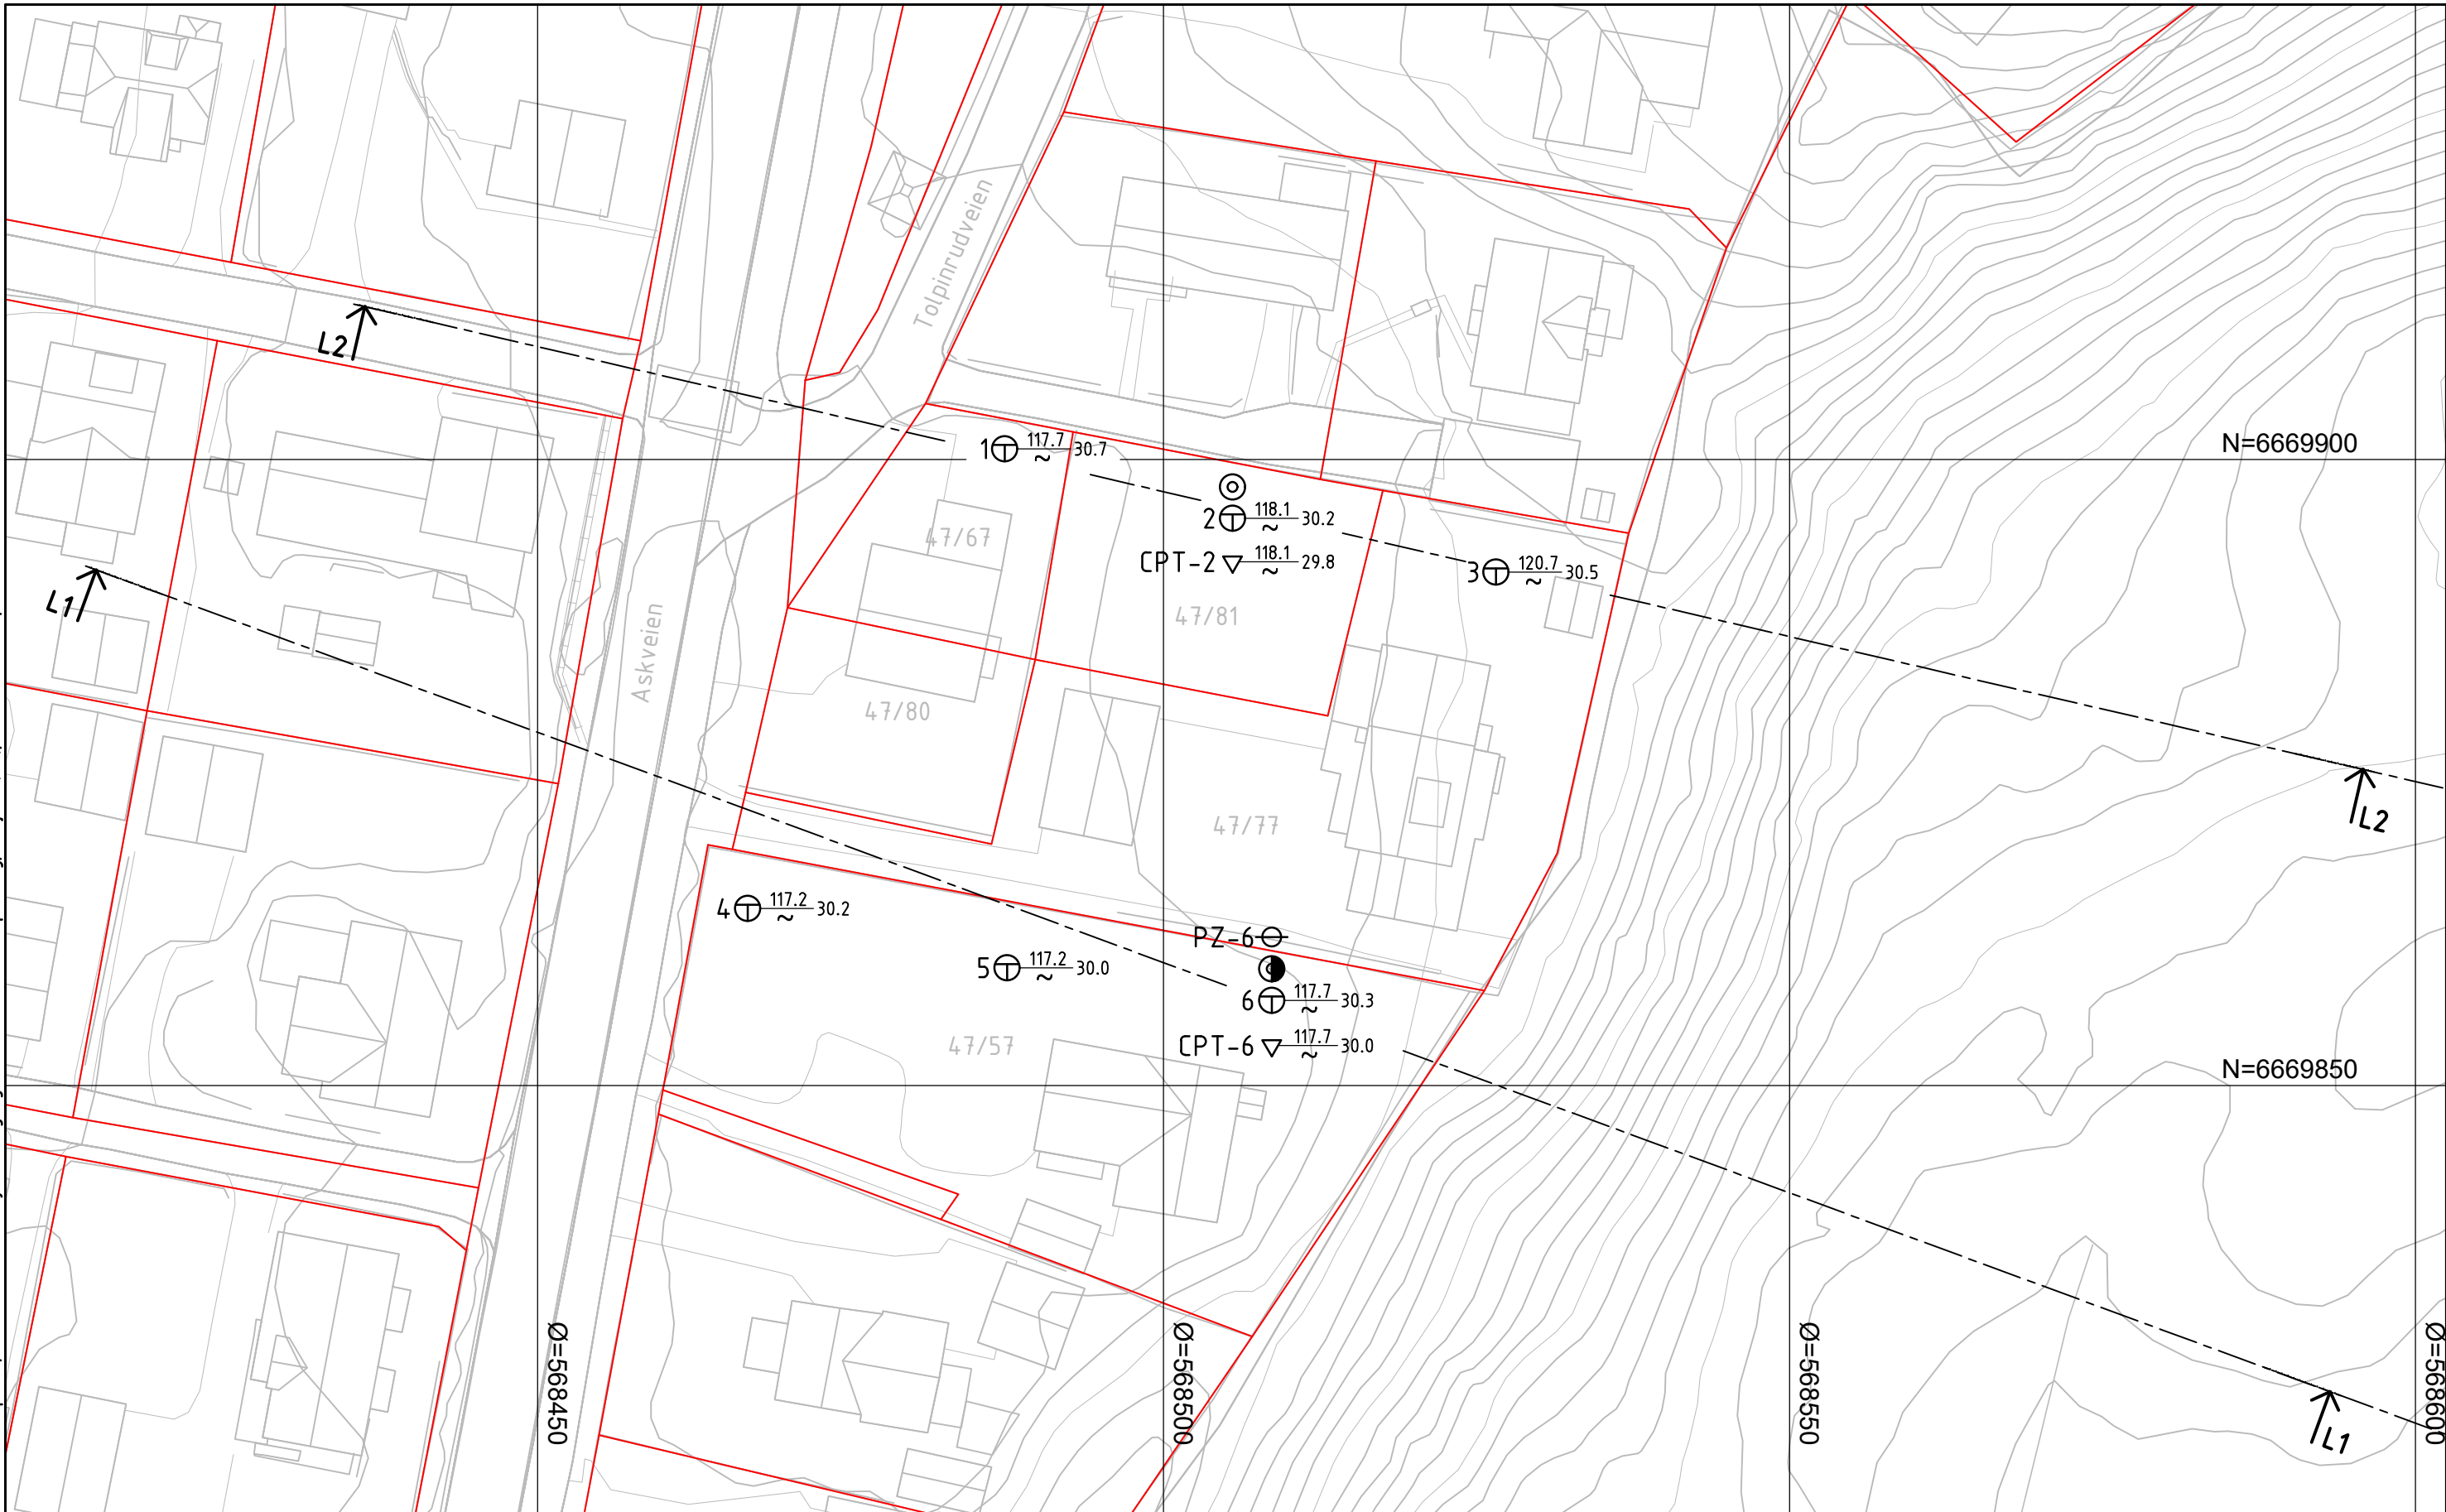 Tolpinrudveien
L2
N=6669900
1 117.7 30.7
~
2 118.1 30.2
~
47/67
CPT-2 118.1 29.8
~
3 120.7 30.5
~
L1
47/81
Askveien
47/80
47/77
L2
4 117.2 30.2
~
PZ-6
5 117.2 30.0
~
6 117.7 30.3
~
47/57
CPT-6 117.7 30.0
~
N=6669850
Ø=568450
Ø=568500
Ø=568550
Ø=568600
L1